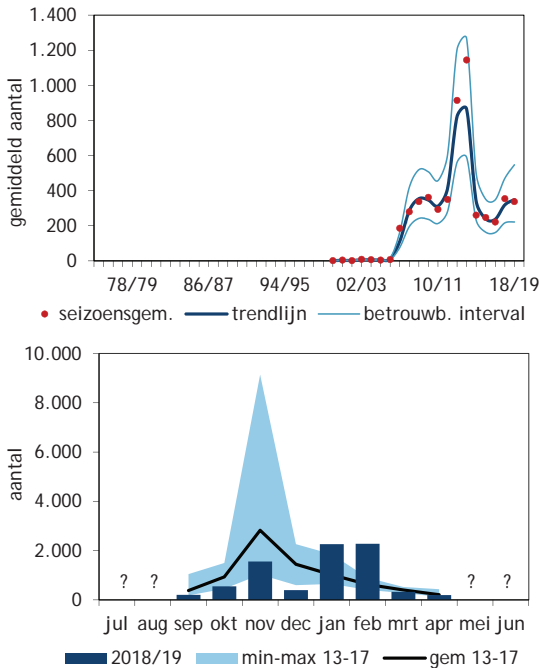 1.400
1.200
1.000
800
600
400
200
0
gemiddeld aantal
78/79 86/87 94/95 02/03 10/11 18/19
seizoensgem. trendlijn betrouwb. interval
10.000
8.000
6.000
4.000
2.000
0
aantal
? ? ? ?
jul aug sep okt nov dec jan feb mrt apr mei jun
2018/19 min-max 13-17 gem 13-17